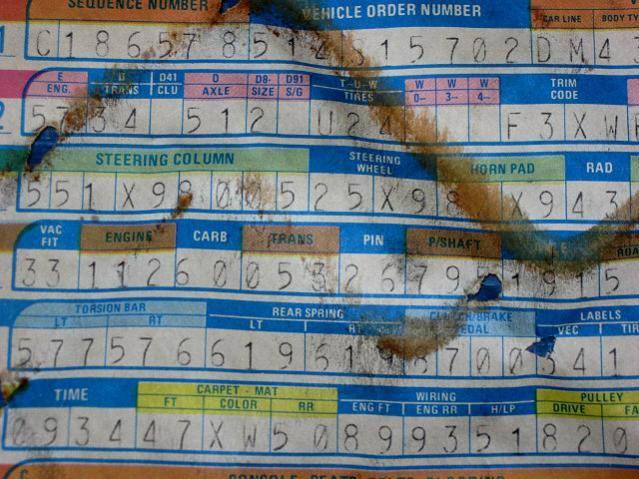 SEQUENCE NUMBER VEHICLE ORDER NUMBER CAR LINE BODY TY
C 1 8 6 5 7 8 5 1 4 8 1 5 7 0 2 D M 4 3
E ENG. D TRANS D41 CLU D AXLE D8- SIZE D91 S/G T-U-W TIRES W 0- W 3- W 4- TRIM CODE
5 7 3 4 5 1 2 U 2 4 F 3 X W
STEERING COLUMN STEERING WHEEL HORN PAD RAD
5 5 1 X 9 8 0 0 0 5 2 5 X 9 8 X 9 4 3
VAC FIT ENGINE CARB TRANS PIN P/SHAFT
3 3 1 1 2 6 0 0 5 3 2 6 7 9 5 1 9 1 5
TORSION BAR LT RT REAR SPRING LT CLUTCH/BRAKE PEDAL LABELS VEC TIR
5 7 7 5 7 6 6 1 9 6 1 9 8 7 0 0 3 4 1
TIME CARPET - MAT FT COLOR RR WIRING ENG FT ENG RR H/LP PULLEY DRIVE FA
0 9 3 4 4 7 X W 5 0 8 9 9 3 5 1 8 2 0